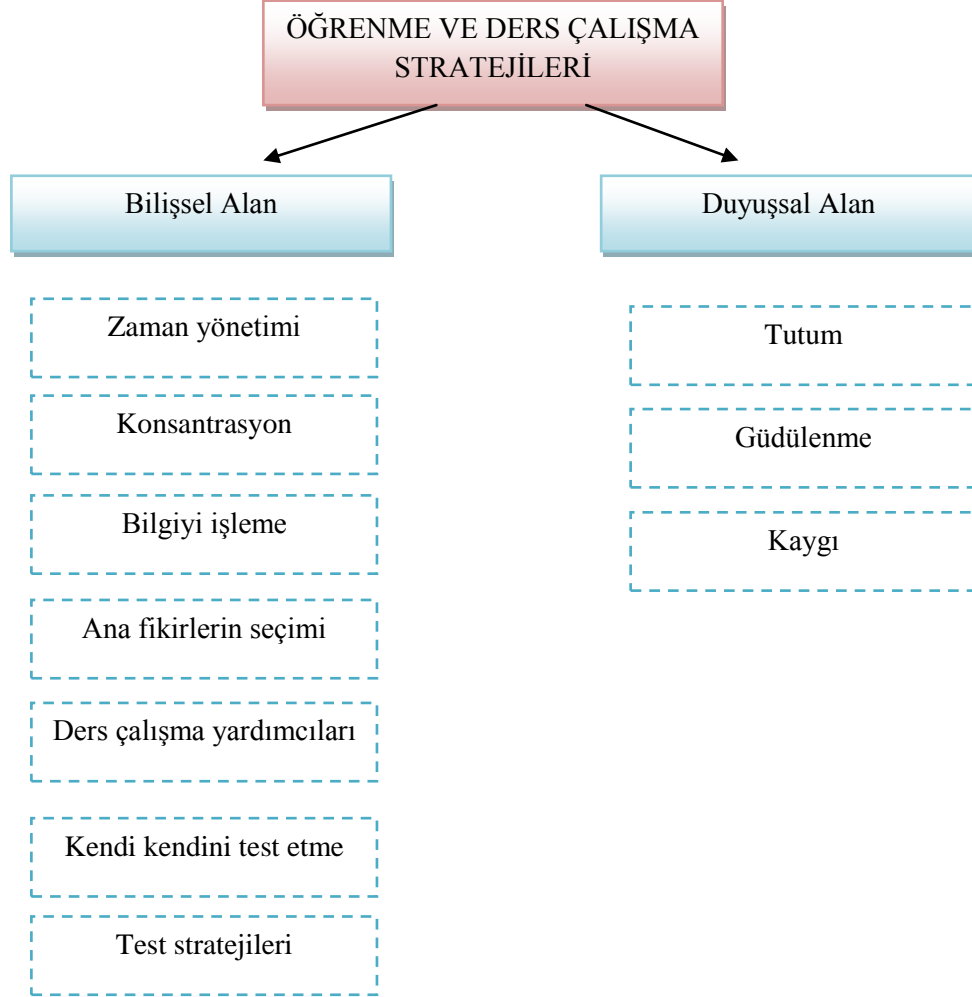 ÖĞRENME VE DERS ÇALIŞMA
STRATEJİLERİ
Bilişsel Alan
Duyuşsal Alan
Zaman yönetimi
Konsantrasyon
Bilgiyi işleme
Ana fikirlerin seçimi
Ders çalışma yardımcıları
Kendi kendini test etme
Test stratejileri
Tutum
Güdülenme
Kaygı